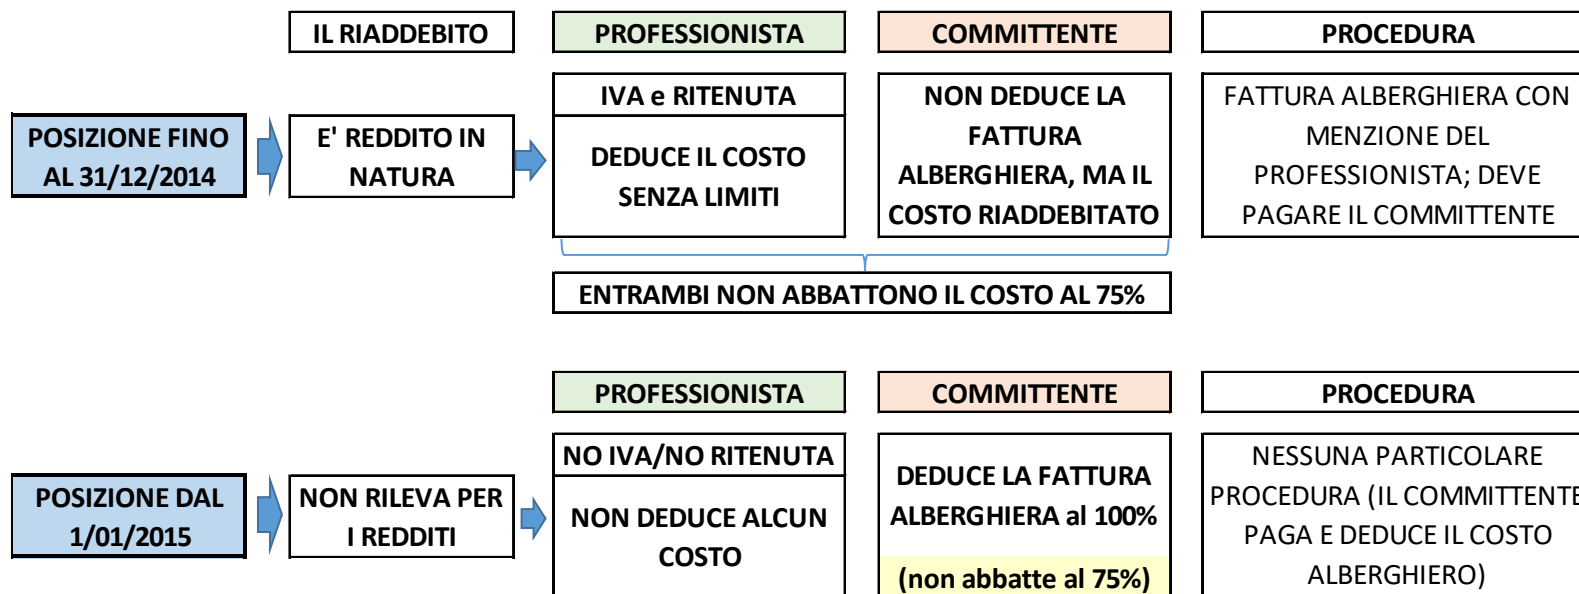 IL RIADDEBITO
PROFESSIONISTA
COMMITTENTE
PROCEDURA
POSIZIONE FINO
AL 31/12/2014
E' REDDITO IN
NATURA
IVA e RITENUTA
DEDUCE IL COSTO
SENZA LIMITI
NON DEDUCE LA
FATTURA
ALBERGHIERA, MA IL
COSTO RIADDEBITATO
FATTURA ALBERGHIERA CON
MENZIONE DEL
PROFESSIONISTA; DEVE
PAGARE IL COMMITTENTE
ENTRAMBI NON ABBATTONO IL COSTO AL 75%
PROFESSIONISTA
COMMITTENTE
PROCEDURA
POSIZIONE DAL
1/01/2015
NON RILEVA PER
I REDDITI
NO IVA/NO RITENUTA
NON DEDUCE ALCUN
COSTO
DEDUCE LA FATTURA
ALBERGHIERA al 100%
(non abbatte al 75%)
NESSUNA PARTICOLARE
PROCEDURA (IL COMMITTENTE
PAGA E DEDUCE IL COSTO
ALBERGHIERO)